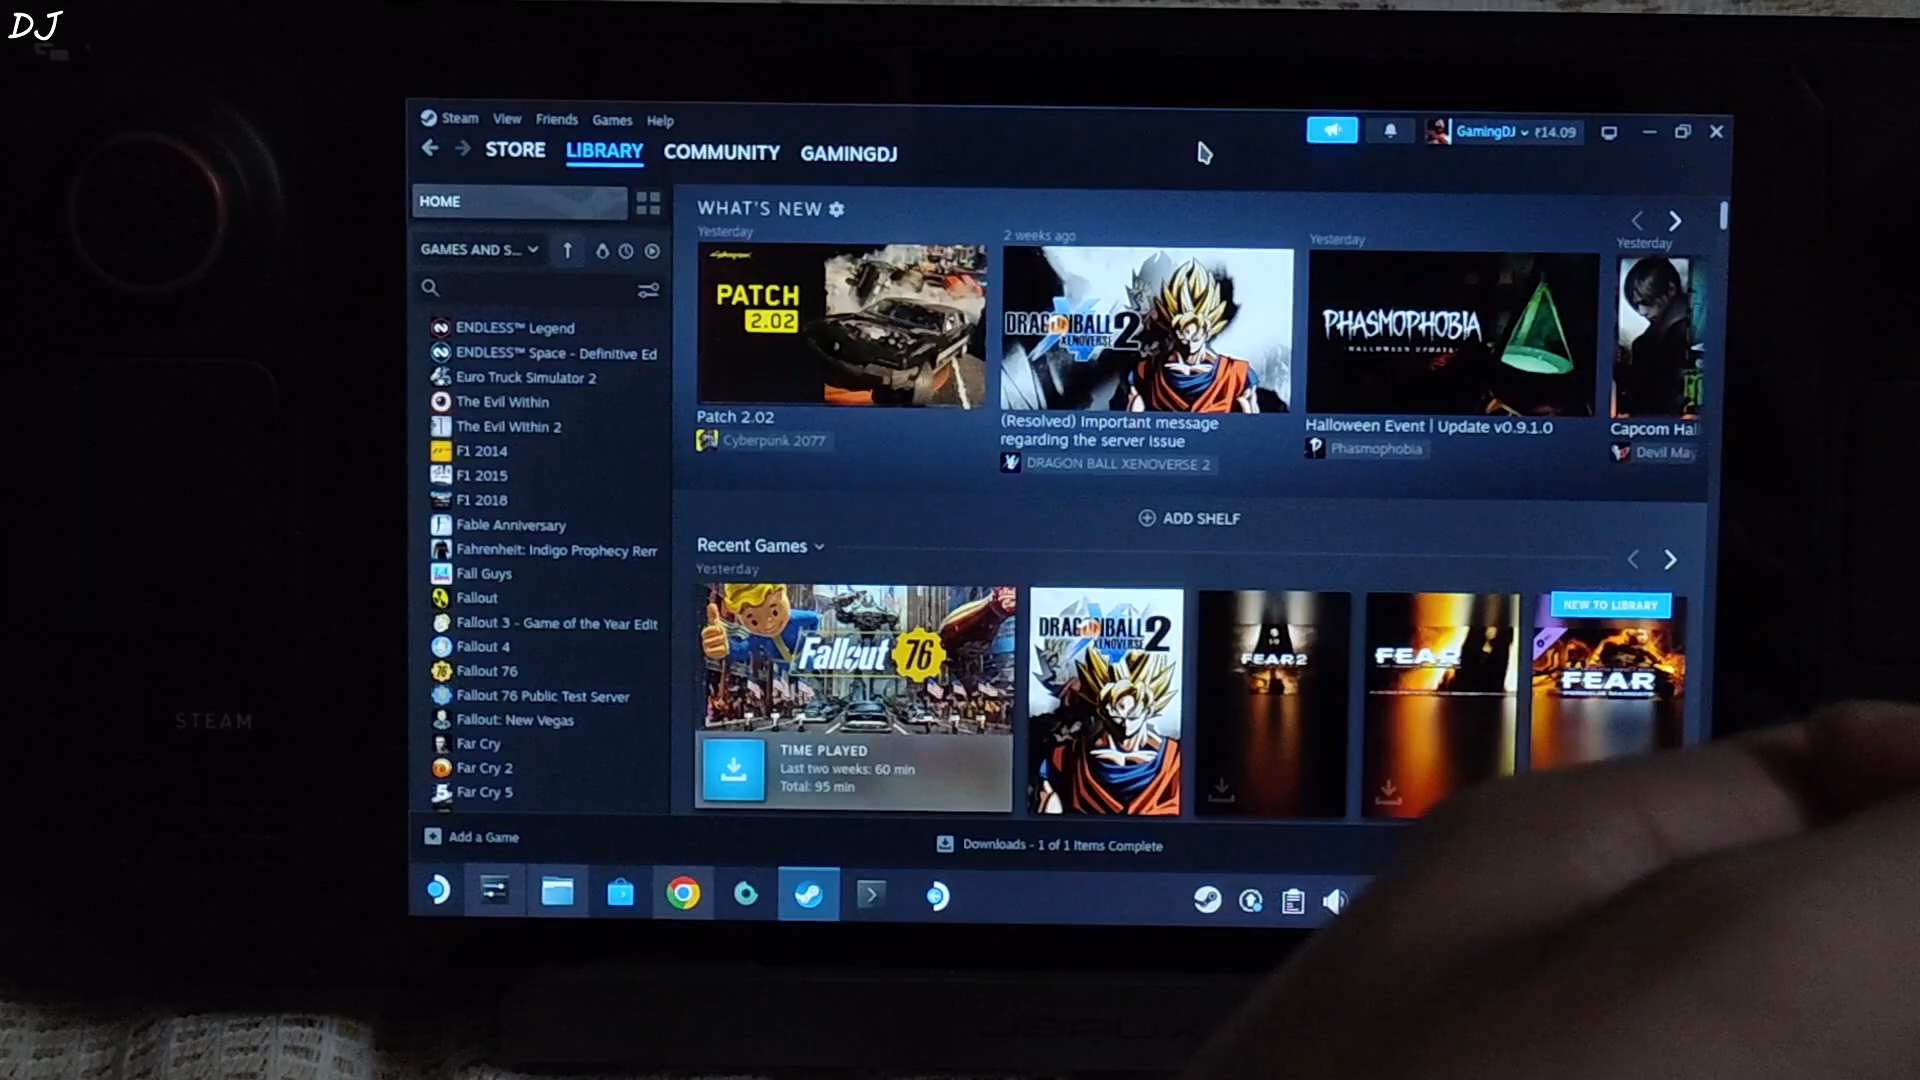 DJ
Steam View Friends Games Help
GamingDJ ₹14.09
STORE LIBRARY COMMUNITY GAMINGDJ
HOME
GAMES AND S...
WHAT'S NEW
Yesterday
2 weeks ago
Yesterday
Yesterday
PATCH
2.02
DRAGONBALL 2
XENOVERSE
PHASMOPHOBIA
HALLOWEEN UPDATE
Patch 2.02
Cyberpunk 2077
(Resolved) Important message
regarding the server issue
DRAGON BALL XENOVERSE 2
Halloween Event | Update v0.9.1.0
Phasmophobia
Capcom Hal
Devil May
ADD SHELF
Recent Games
Yesterday
Fallout 76
TIME PLAYED
Last two weeks: 60 min
Total: 95 min
DRAGONBALL 2
XENOVERSE
FEAR2
FEAR
NEW TO LIBRARY
FEAR
ENDLESS™ Legend
ENDLESS™ Space - Definitive Ed
Euro Truck Simulator 2
The Evil Within
The Evil Within 2
F1 2014
F1 2015
F1 2018
Fable Anniversary
Fahrenheit: Indigo Prophecy Rem
Fall Guys
Fallout
Fallout 3 - Game of the Year Edit
Fallout 4
Fallout 76
Fallout 76 Public Test Server
Fallout: New Vegas
Far Cry
Far Cry 2
Far Cry 5
Add a Game
Downloads - 1 of 1 Items Complete
STEAM
JSAUX